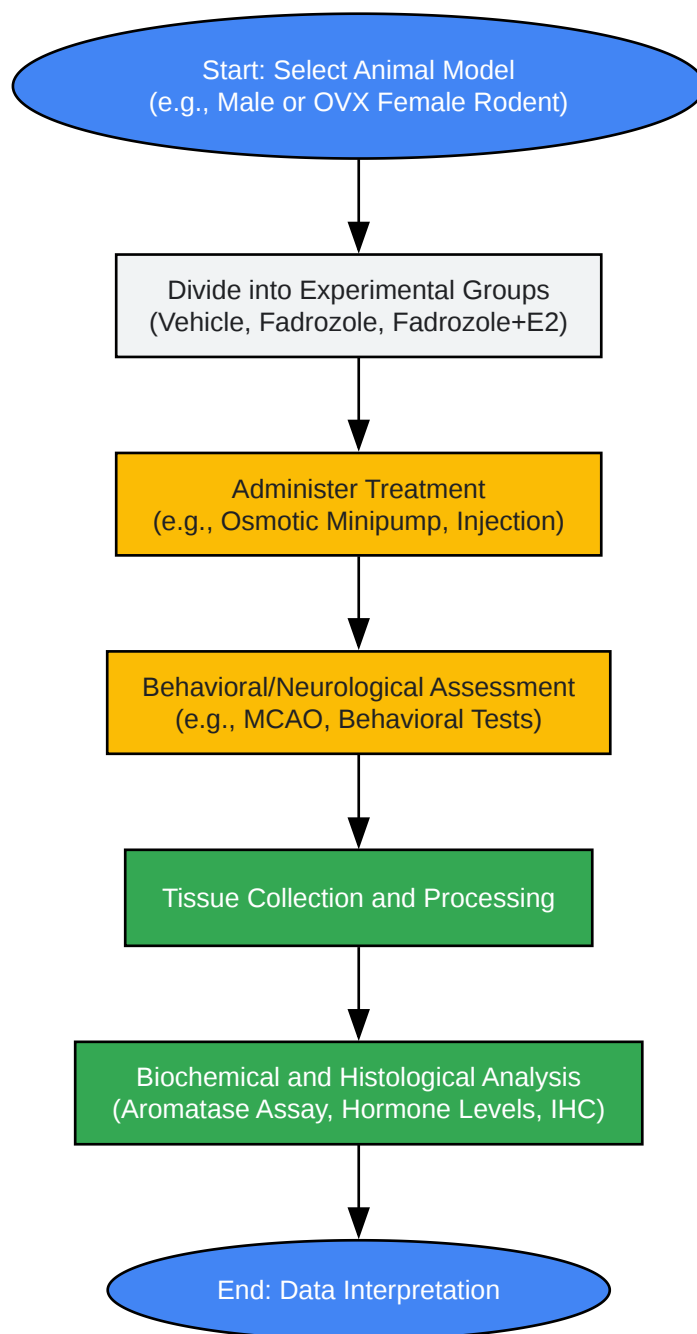 Start: Select Animal Model
(e.g., Male or OVX Female Rodent)
Divide into Experimental Groups
(Vehicle, Fadrozole, Fadrozole+E2)
Administer Treatment
(e.g., Osmotic Minipump, Injection)
Behavioral/Neurological Assessment
(e.g., MCAO, Behavioral Tests)
Tissue Collection and Processing
Biochemical and Histological Analysis
(Aromatase Assay, Hormone Levels, IHC)
End: Data Interpretation